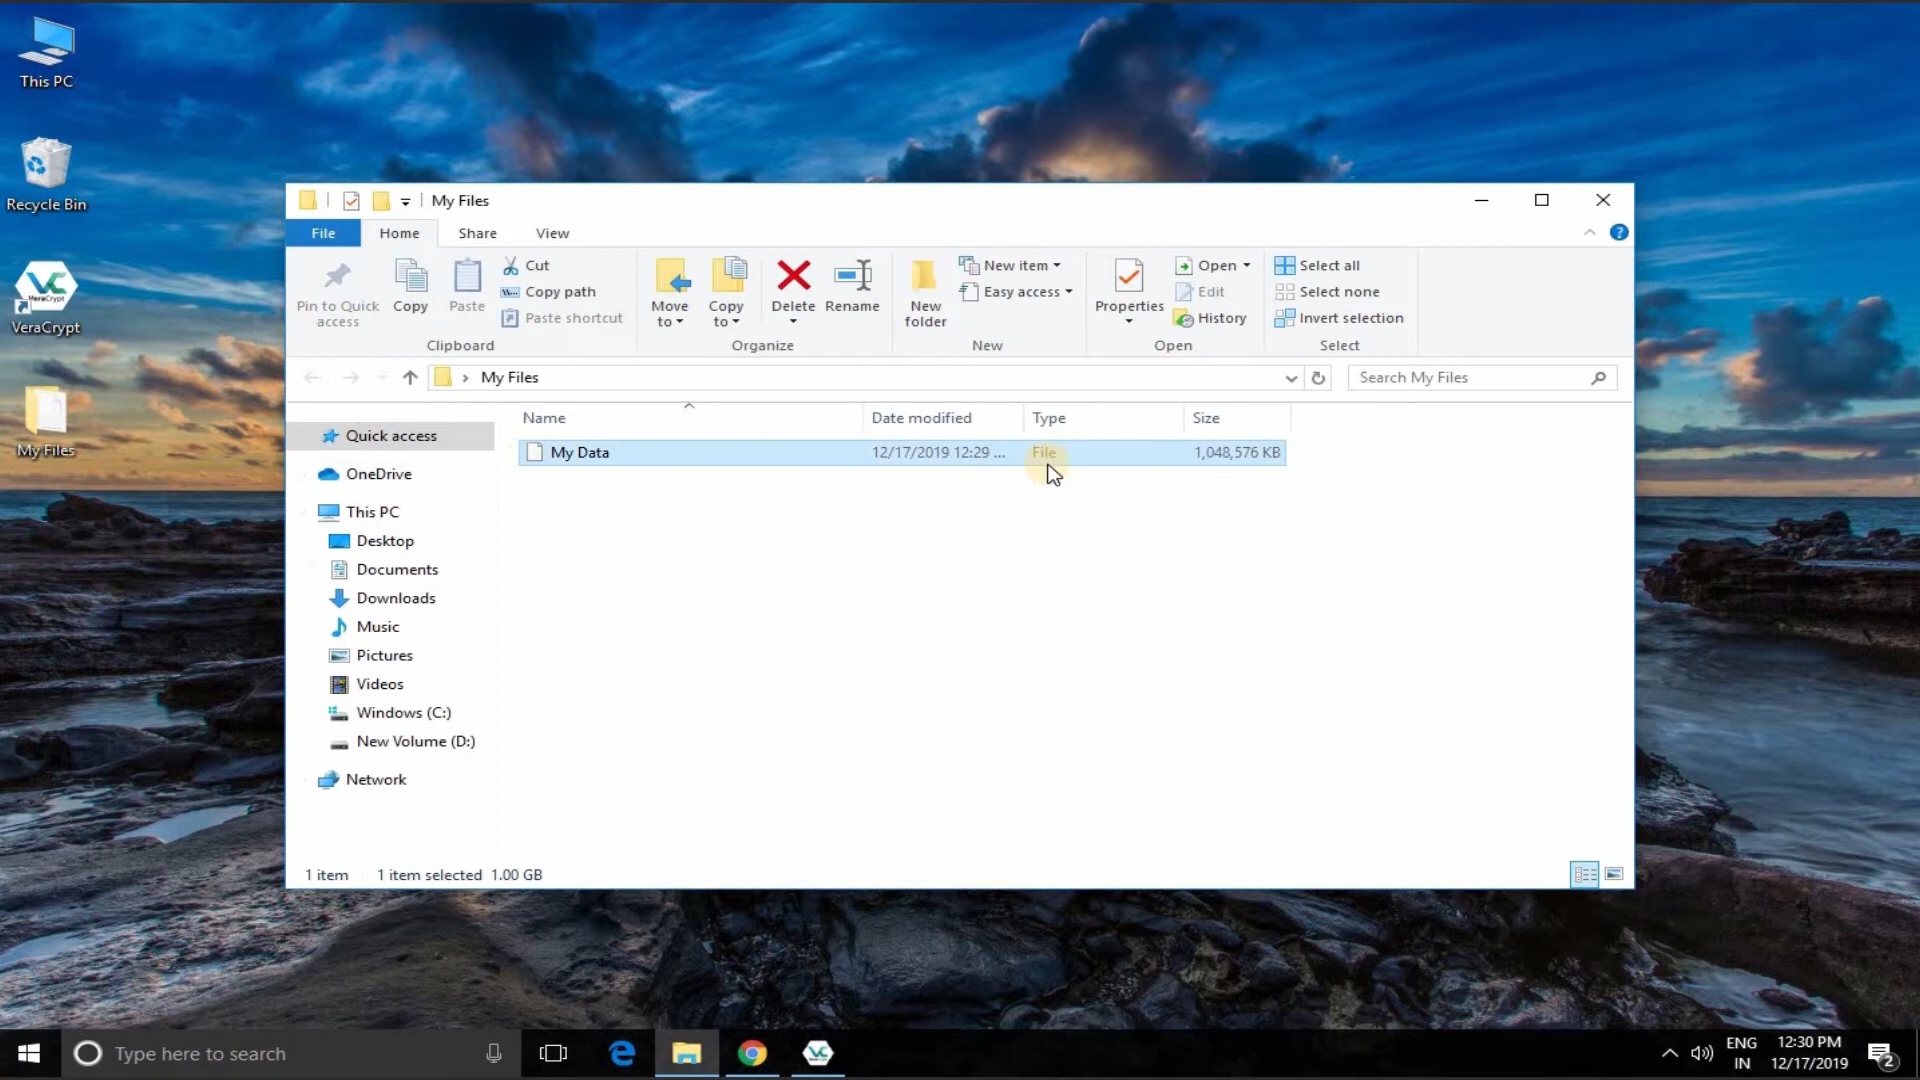 This PC
Recycle Bin
VeraCrypt
VeraCrypt
My Files
My Files
File Home Share View
Pin to Quick access
Copy
Paste
Cut
Copy path
Paste shortcut
Clipboard
Move to
Copy to
Delete
Rename
Organize
New folder
New item
Easy access
New
Properties
Open
Edit
History
Open
Select all
Select none
Invert selection
Select
My Files
Search My Files
Name Date modified Type Size
My Data 12/17/2019 12:29 ... File 1,048,576 KB
Quick access
OneDrive
This PC
Desktop
Documents
Downloads
Music
Pictures
Videos
Windows (C:)
New Volume (D:)
Network
1 item 1 item selected 1.00 GB
Type here to search
ENG
IN
12:30 PM
12/17/2019
2